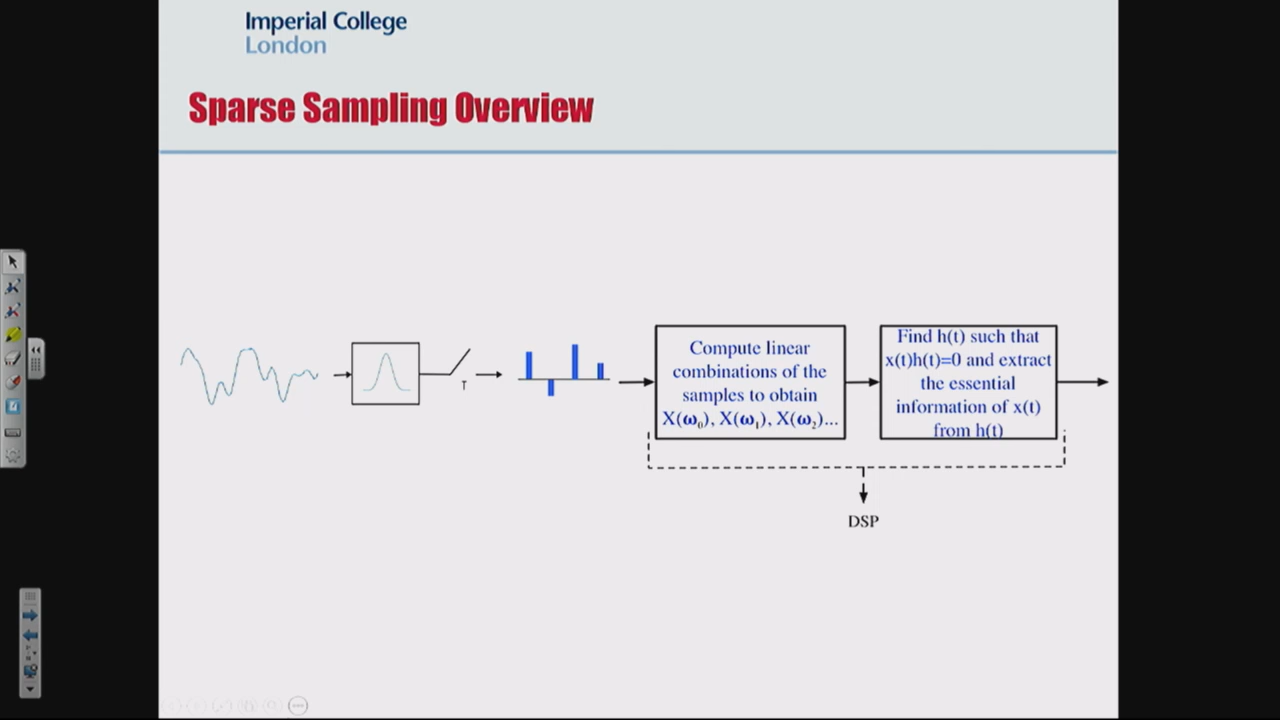 Imperial College
London
Sparse Sampling Overview
T
Compute linear
combinations of the
samples to obtain
X(ω₀), X(ω₁), X(ω₂)...
Find h(t) such that
x(t)h(t)=0 and extract
the essential
information of x(t)
from h(t)
DSP